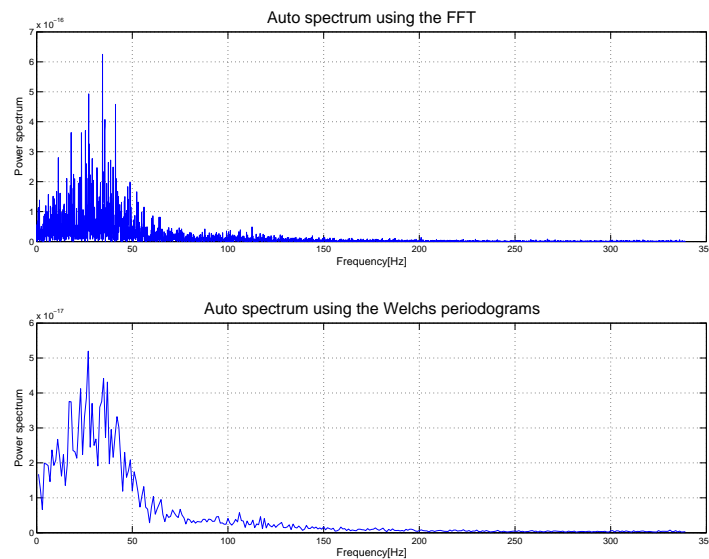 Auto spectrum using the FFT
x 10⁻¹⁶
7
6
5
4
3
2
1
0
Power spectrum
0 50 100 150 200 250 300 35
Frequency[Hz]
Auto spectrum using the Welchs periodograms
x 10⁻¹⁷
6
5
4
3
2
1
0
Power spectrum
0 50 100 150 200 250 300 35
Frequency[Hz]